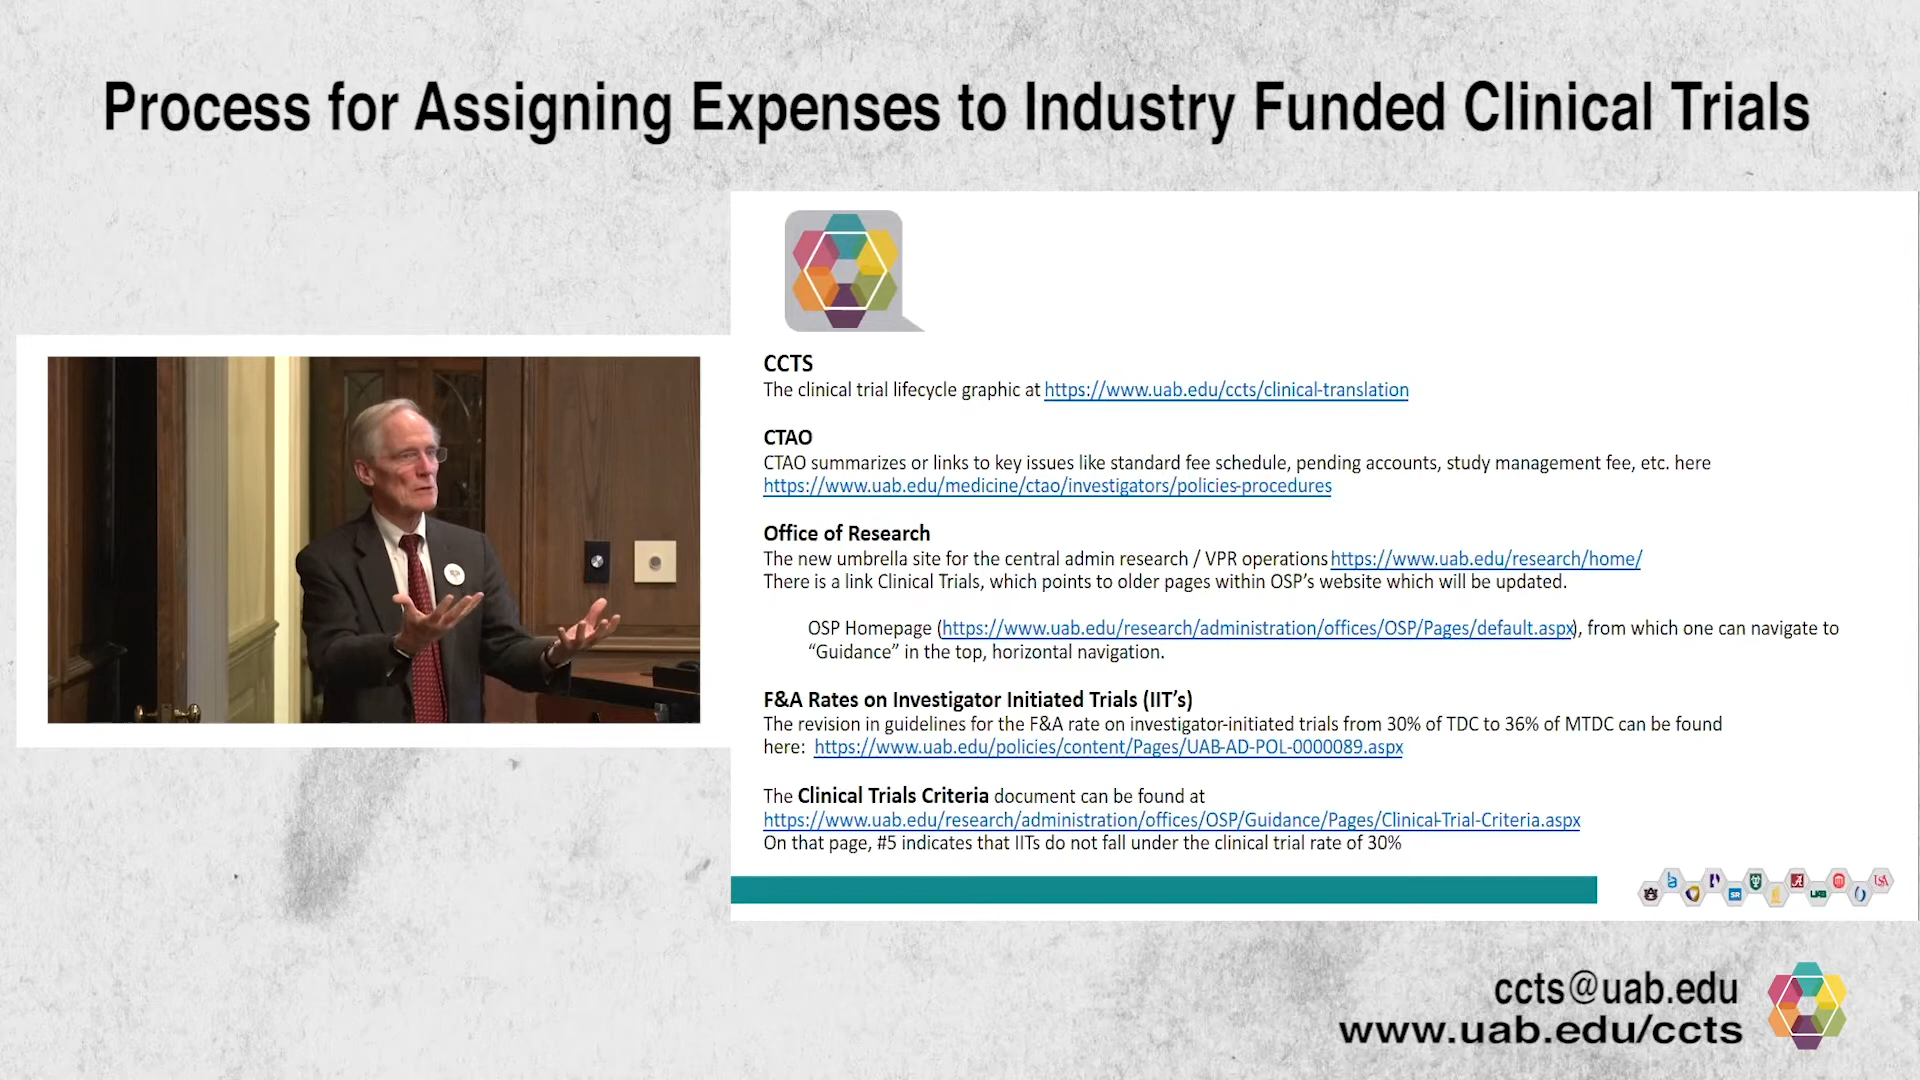 Process for Assigning Expenses to Industry Funded Clinical Trials
CCTS
The clinical trial lifecycle graphic at https://www.uab.edu/ccts/clinical-translation
CTAO
CTAO summarizes or links to key issues like standard fee schedule, pending accounts, study management fee, etc. here
https://www.uab.edu/medicine/ctao/investigators/policies-procedures
Office of Research
The new umbrella site for the central admin research / VPR operations https://www.uab.edu/research/home/
There is a link Clinical Trials, which points to older pages within OSP's website which will be updated.
OSP Homepage (https://www.uab.edu/research/administration/offices/OSP/Pages/default.aspx), from which one can navigate to
“Guidance” in the top, horizontal navigation.
F&A Rates on Investigator Initiated Trials (IIT's)
The revision in guidelines for the F&A rate on investigator-initiated trials from 30% of TDC to 36% of MTDC can be found
here: https://www.uab.edu/policies/content/Pages/UAB-AD-POL-0000089.aspx
The Clinical Trials Criteria document can be found at
https://www.uab.edu/research/administration/offices/OSP/Guidance/Pages/Clinical-Trial-Criteria.aspx
On that page, #5 indicates that IITs do not fall under the clinical trial rate of 30%
ccts@uab.edu
www.uab.edu/ccts